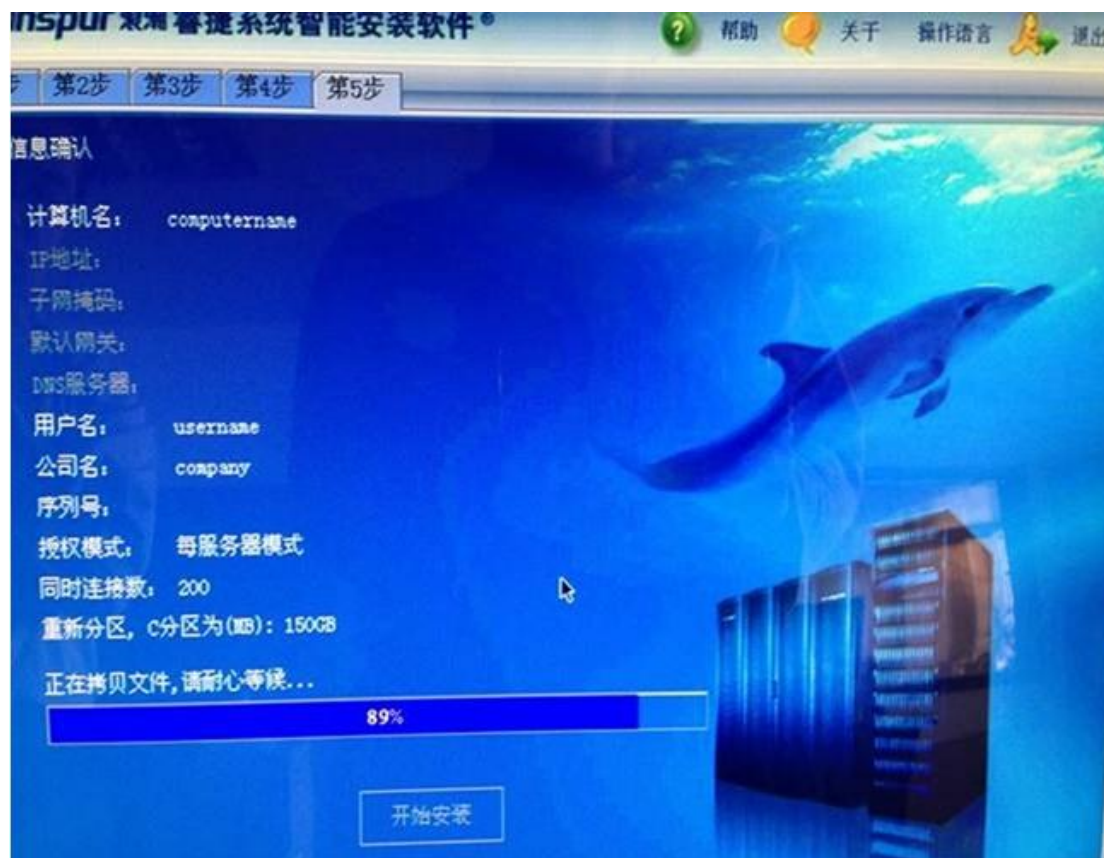 inspur 浪潮 睿捷系统智能安装软件®
帮助 关于 操作语言 退出
第2步 第3步 第4步 第5步
信息确认
计算机名： computername
IP地址：
子网掩码：
默认网关：
DNS服务器：
用户名： username
公司名： company
序列号：
授权模式： 每服务器模式
同时连接数： 200
重新分区，C分区为(MB)：150GB
正在拷贝文件,请耐心等候...
89%
开始安装